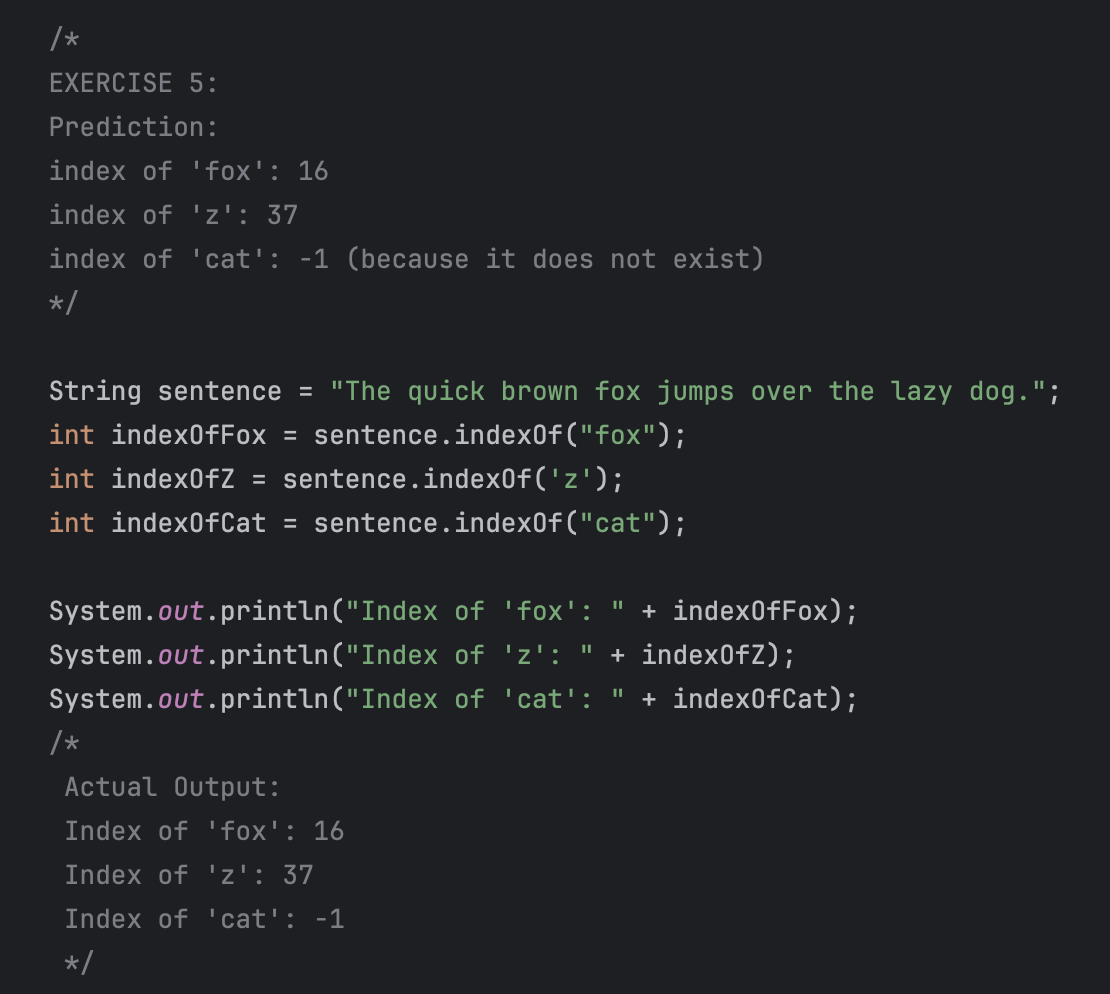 /*
EXERCISE 5:
Prediction:
index of 'fox': 16
index of 'z': 37
index of 'cat': -1 (because it does not exist)
*/
String sentence = "The quick brown fox jumps over the lazy dog.";
int indexOfFox = sentence.indexOf("fox");
int indexOfZ = sentence.indexOf('z');
int indexOfCat = sentence.indexOf("cat");
System.out.println("Index of 'fox': " + indexOfFox);
System.out.println("Index of 'z': " + indexOfZ);
System.out.println("Index of 'cat': " + indexOfCat);
/*
Actual Output:
Index of 'fox': 16
Index of 'z': 37
Index of 'cat': -1
*/